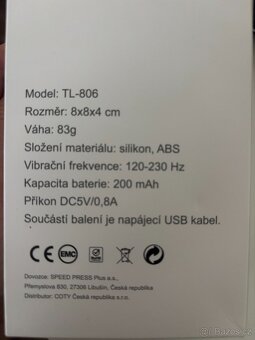 Model: TL-806
Rozměr: 8x8x4 cm
Váha: 83g
Složení materiálu: silikon, ABS
Vibrační frekvence: 120-230 Hz
Kapacita baterie: 200 mAh
Příkon DC5V/0,8A
Součástí balení je napájecí USB kabel.
CE EMC
Dovozce: SPEED PRESS Plus a.s.,
Přemyslova 830, 27306 Libušín, Česká republika
Distributor: COTY Česká republika s.r.o.